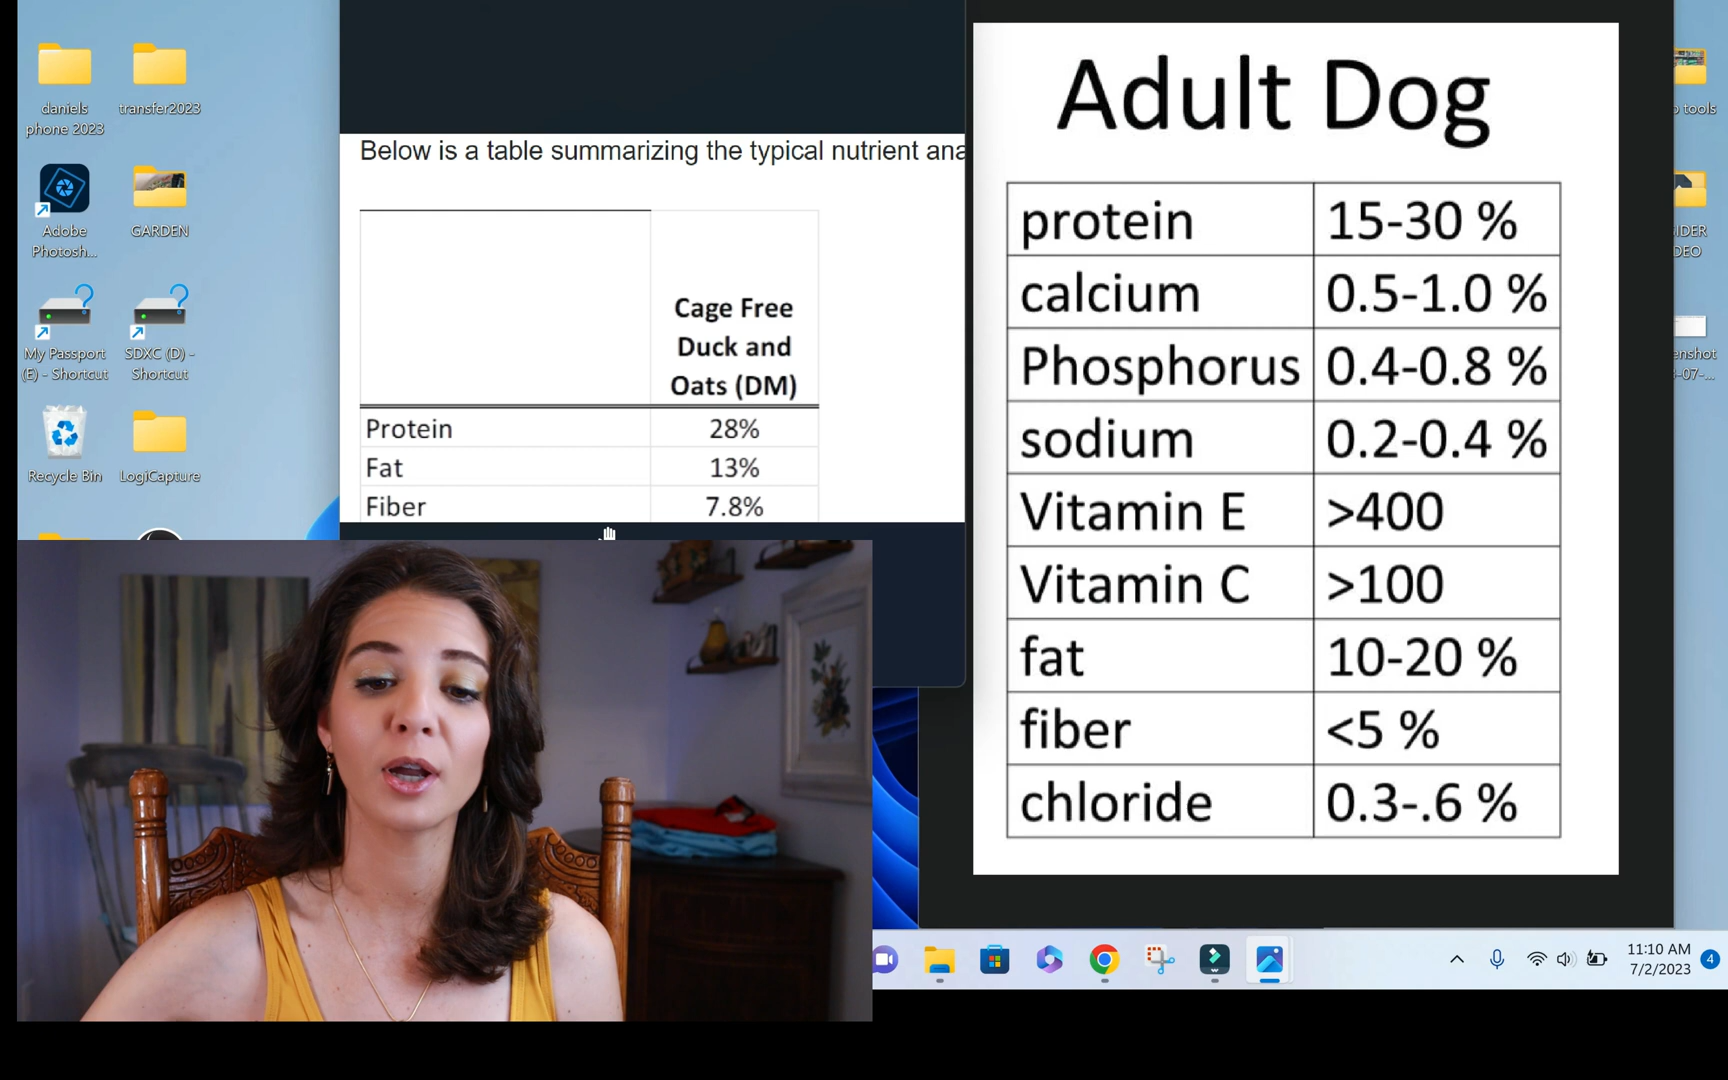 daniels
phone 2023
transfer2023
Adobe
Photosh...
GARDEN
My Passport
(E) - Shortcut
SDXC (D) -
Shortcut
Recycle Bin
LogiCapture
Below is a table summarizing the typical nutrient ana
Cage Free
Duck and
Oats (DM)
Protein 28%
Fat 13%
Fiber 7.8%
Adult Dog
protein 15-30 %
calcium 0.5-1.0 %
Phosphorus 0.4-0.8 %
sodium 0.2-0.4 %
Vitamin E >400
Vitamin C >100
fat 10-20 %
fiber <5 %
chloride 0.3-.6 %
tools
IDER
DEO
enshot
-07-...
11:10 AM
7/2/2023
4